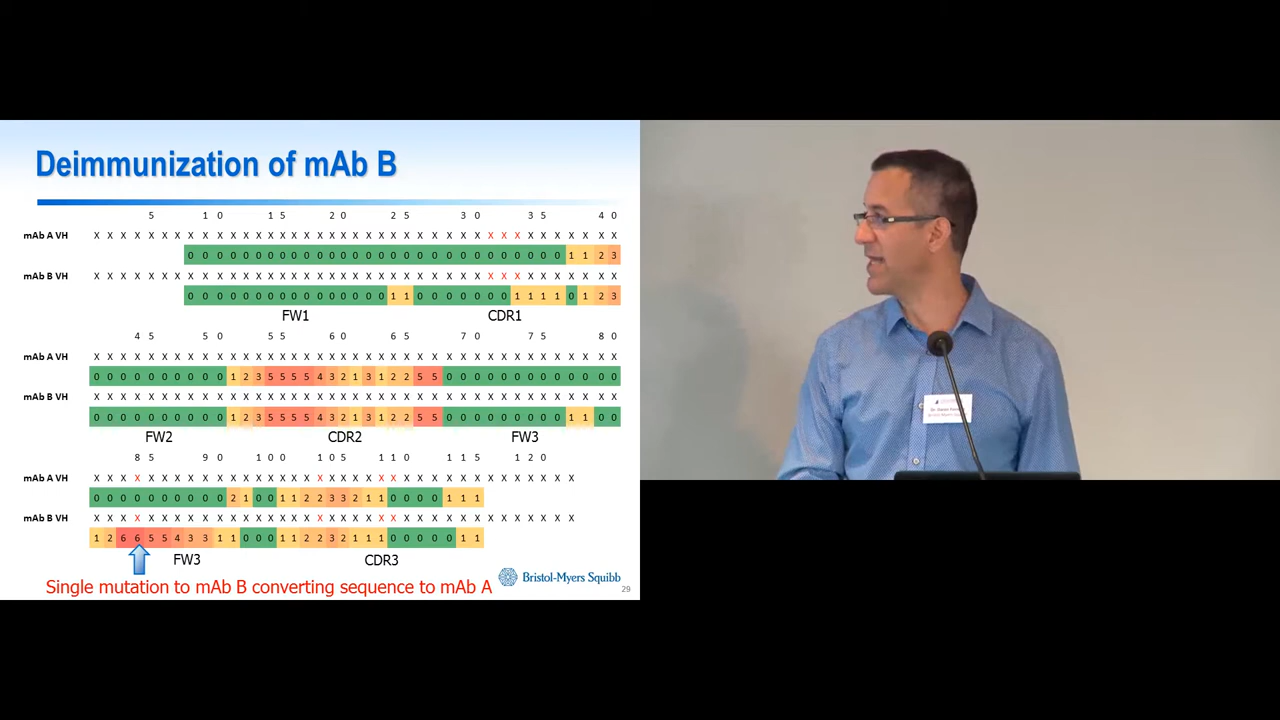 Deimmunization of mAb B
5 10 15 20 25 30 35 40
mAb A VH X X X X X X X X X X X X X X X X X X X X X X X X X X X X X X X X X X X X X X X
0 0 0 0 0 0 0 0 0 0 0 0 0 0 0 0 0 0 0 0 0 0 0 0 0 0 0 0 1 1 2 3
mAb B VH X X X X X X X X X X X X X X X X X X X X X X X X X X X X X X X X X X X X X X X
0 0 0 0 0 0 0 0 0 0 0 0 0 0 0 1 1 0 0 0 0 0 0 0 1 1 1 1 0 1 2 3
FW1 CDR1
45 50 55 60 65 70 75 80
mAb A VH X X X X X X X X X X X X X X X X X X X X X X X X X X X X X X X X X X X X X X X
0 0 0 0 0 0 0 0 0 0 1 2 3 5 5 5 5 4 3 2 1 3 1 2 2 5 5 0 0 0 0 0 0 0 0 0 0 0 0 0
mAb B VH X X X X X X X X X X X X X X X X X X X X X X X X X X X X X X X X X X X X X X X
0 0 0 0 0 0 0 0 0 0 1 2 3 5 5 5 5 4 3 2 1 3 1 2 2 5 5 0 0 0 0 0 0 0 0 0 1 1 0 0
FW2 CDR2 FW3
85 90 100 105 110 115 120
mAb A VH X X X X X X X X X X X X X X X X X X X X X X X X X X X X X X X X X X X X
0 0 0 0 0 0 0 0 0 0 2 1 0 0 1 1 2 2 3 3 2 1 1 0 0 0 0 1 1 1
mAb B VH X X X X X X X X X X X X X X X X X X X X X X X X X X X X X X X X X X X X
1 2 6 6 5 5 4 3 3 1 1 0 0 0 1 1 2 2 3 2 1 1 1 0 0 0 0 0 1 1
FW3 CDR3
Single mutation to mAb B converting sequence to mAb A
Bristol-Myers Squibb
29